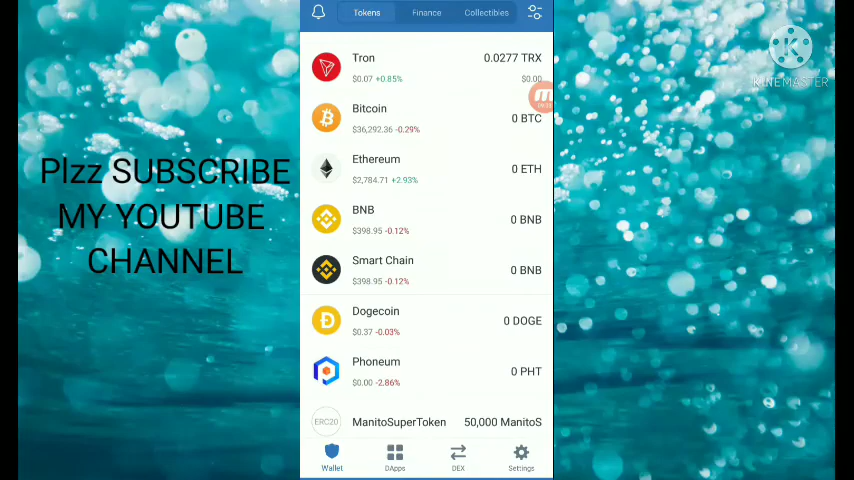 Tokens Finance Collectibles
Tron 0.0277 TRX
$0.07 +0.85% $0.00
KINEMASTER
Bitcoin
0 BTC
$36,292.36 -0.29%
Plzz SUBSCRIBE
MY YOUTUBE
CHANNEL
Ethereum
0 ETH
$2,784.71 +2.93%
BNB
0 BNB
$398.95 -0.12%
Smart Chain
0 BNB
$398.95 -0.12%
Dogecoin
0 DOGE
$0.37 -0.03%
Phoneum
0 PHT
$0.00 -2.86%
ERC20 ManitoSuperToken 50,000 ManitoS
Wallet DApps DEX Settings